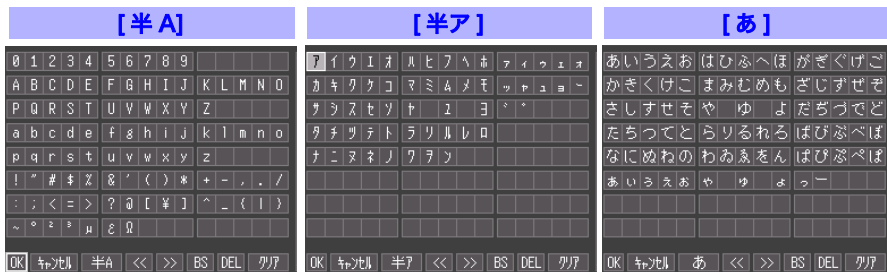 [半A]
0 1 2 3 4 5 6 7 8 9
A B C D E F G H I J K L M N O
P Q R S T U V W X Y Z
a b c d e f g h i j k l m n o
p q r s t u v w x y z
! " # $ % & ' ( ) * + - , . /
: ; < = > ? @ [ ¥ ] ^ _ { | }
~ ° ² ³ μ ε Ω
OK キャンセル 半A << >> BS DEL クリア
[半ア]
ア イ ウ エ オ ハ ヒ フ ヘ ホ ァ ィ ゥ ェ ォ
カ キ ク ケ コ マ ミ ム メ モ ッ ャ ュ ョ ー
サ シ ス セ ソ ヤ ユ ヨ ゛ ゜
タ チ ツ テ ト ラ リ ル レ ロ
ナ ニ ヌ ネ ノ ワ ヲ ン
OK キャンセル 半ア << >> BS DEL クリア
[あ]
あいうえお はひふへほ がぎぐげご
かきくけこ まみむめも ざじずぜぞ
さしすせそ や ゆ よ だぢづでど
たちつてと らりるれろ ばびぶべぼ
なにぬねの わゐゑをん ぱぴぷぺぽ
ぁぃぅぇぉ ゃ ゅ ょ っー
OK キャンセル あ << >> BS DEL クリア